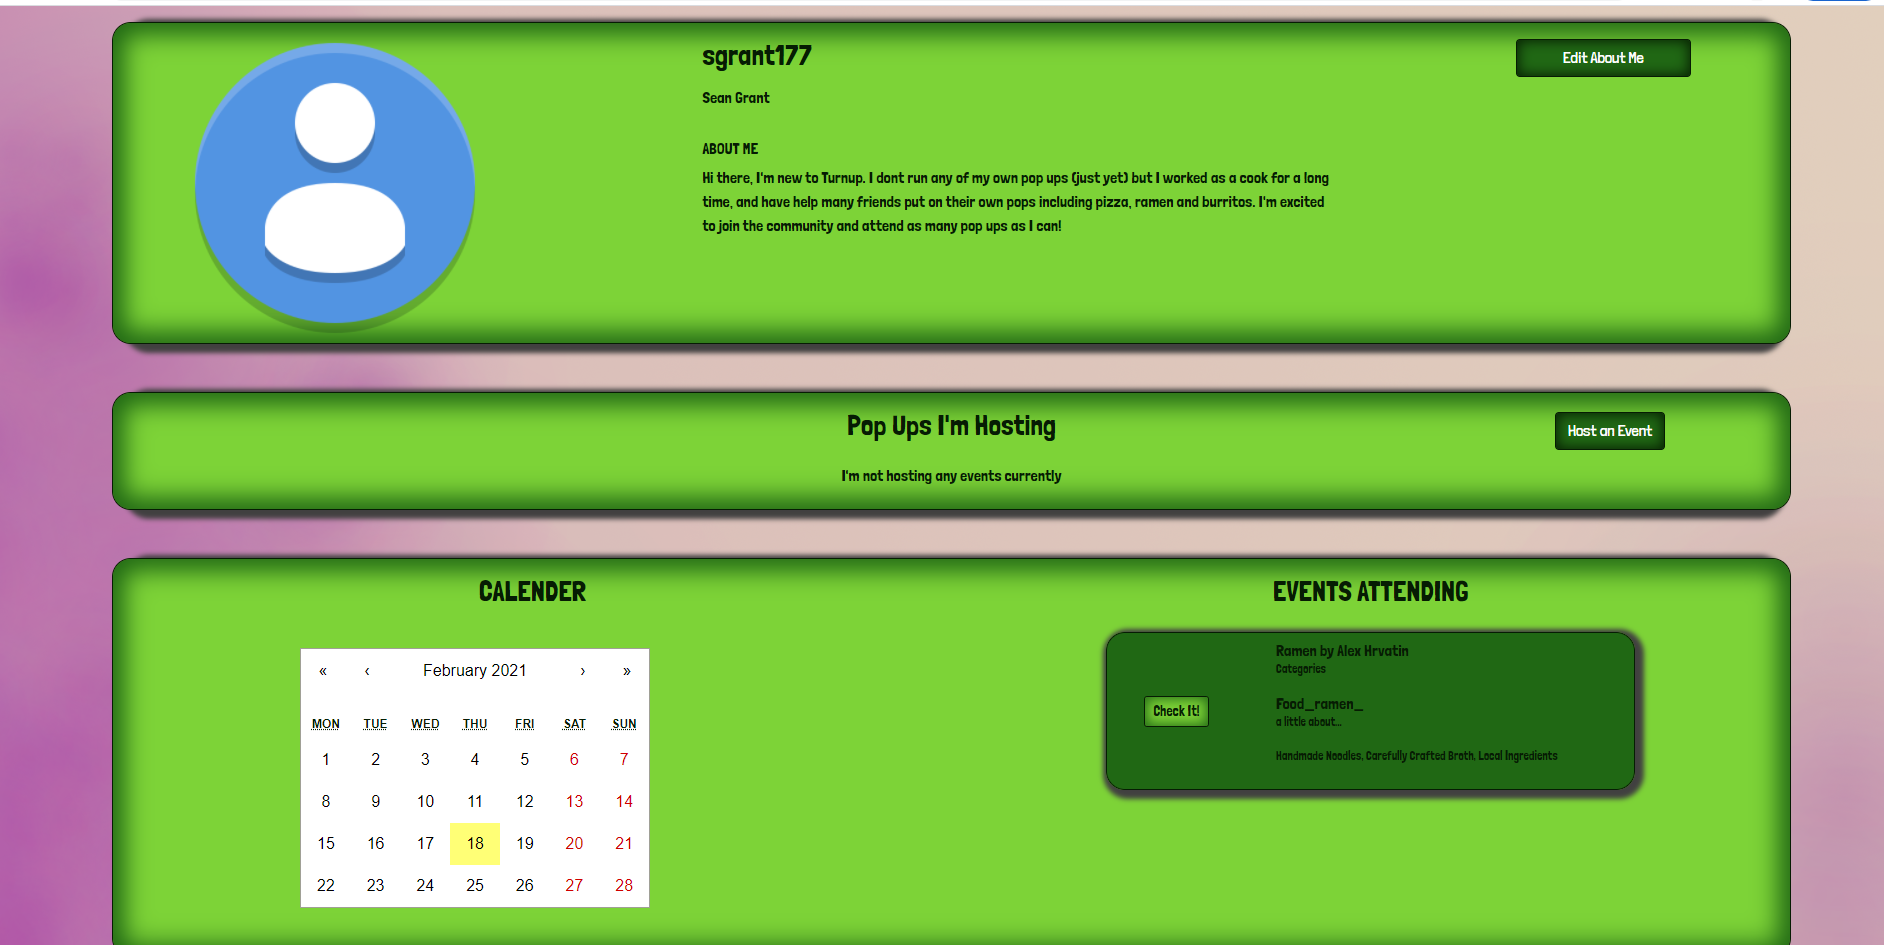 sgrant177
Edit About Me
Sean Grant
ABOUT ME
Hi there, I'm new to Turnup. I dont run any of my own pop ups (just yet) but I worked as a cook for a long
time, and have help many friends put on their own pops including pizza, ramen and burritos. I'm excited
to join the community and attend as many pop ups as I can!
Pop Ups I'm Hosting
Host an Event
I'm not hosting any events currently
CALENDER
« ‹ February 2021 › »
MON TUE WED THU FRI SAT SUN
1 2 3 4 5 6 7
8 9 10 11 12 13 14
15 16 17 18 19 20 21
22 23 24 25 26 27 28
EVENTS ATTENDING
Ramen by Alex Hrvatin
Categories
Food_ramen_
Check It!
a little about...
Handmade Noodles, Carefully Crafted Broth, Local Ingredients